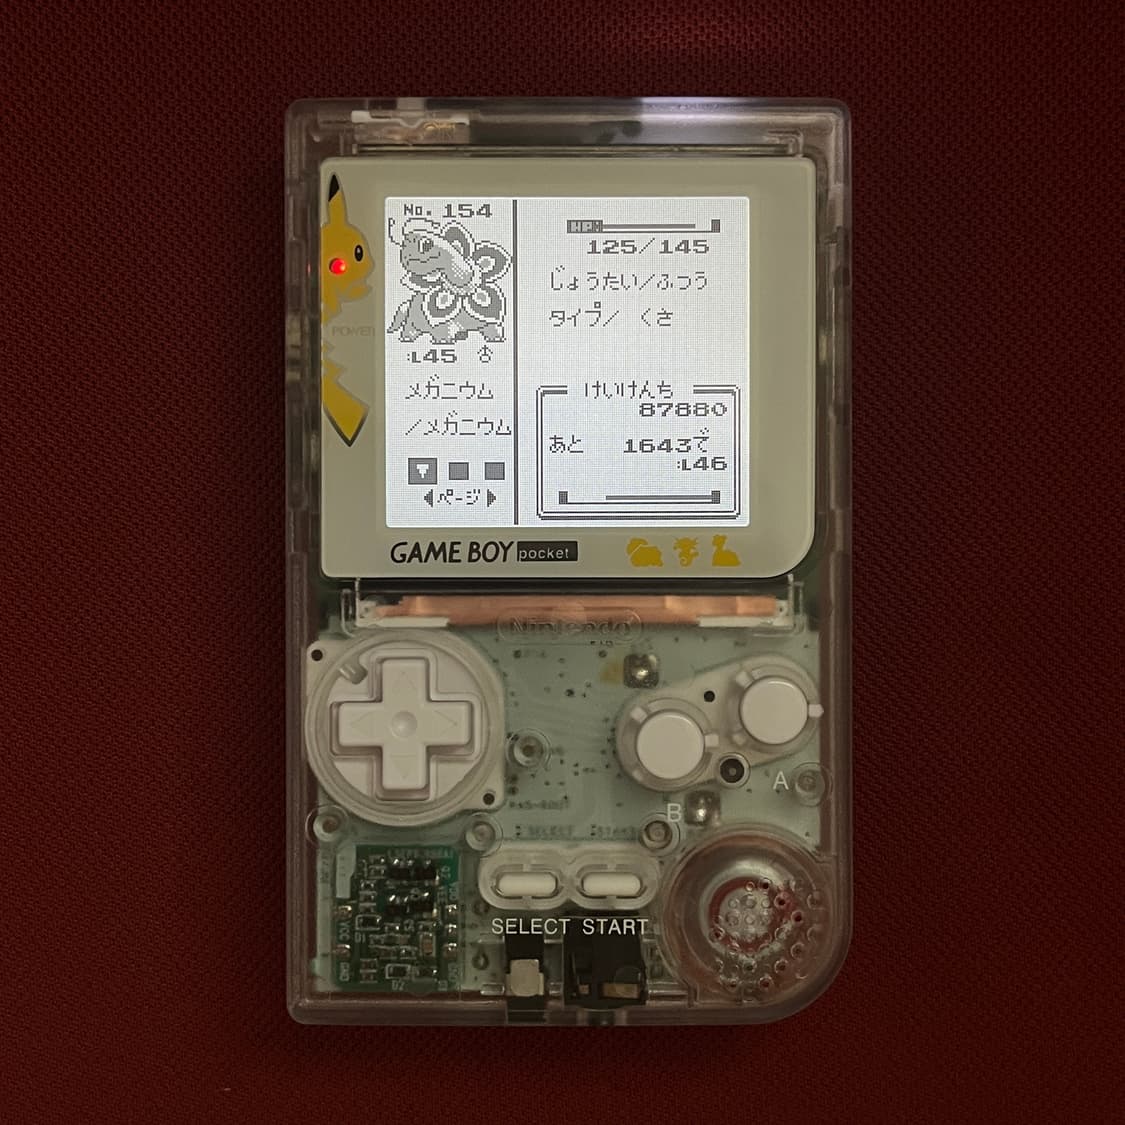 No. 154
:L45 ♂
メガニウム
/メガニウム
◀ページ▶
HP:
125/145
じょうたい/ふつう
タイプ/ くさ
けいけんち
87880
あと 1643で
:L46
POWER
GAME BOY pocket
Nintendo
A
B
SELECT START
SELECT START